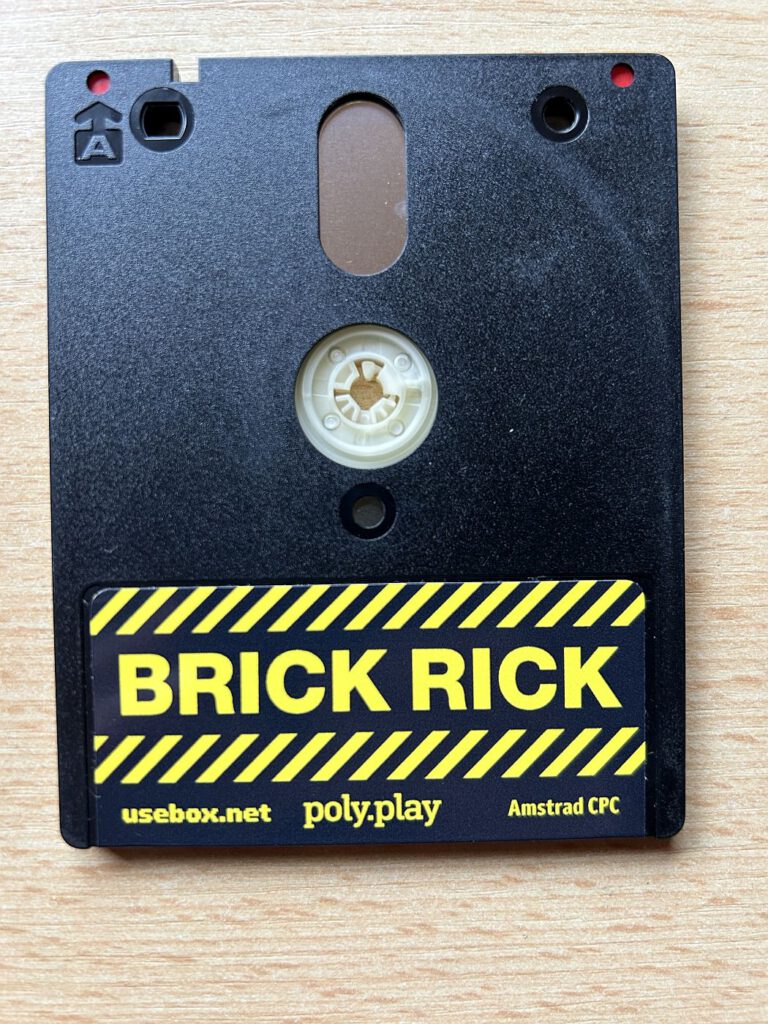 A
BRICK RICK
usebox.net poly.play Amstrad CPC